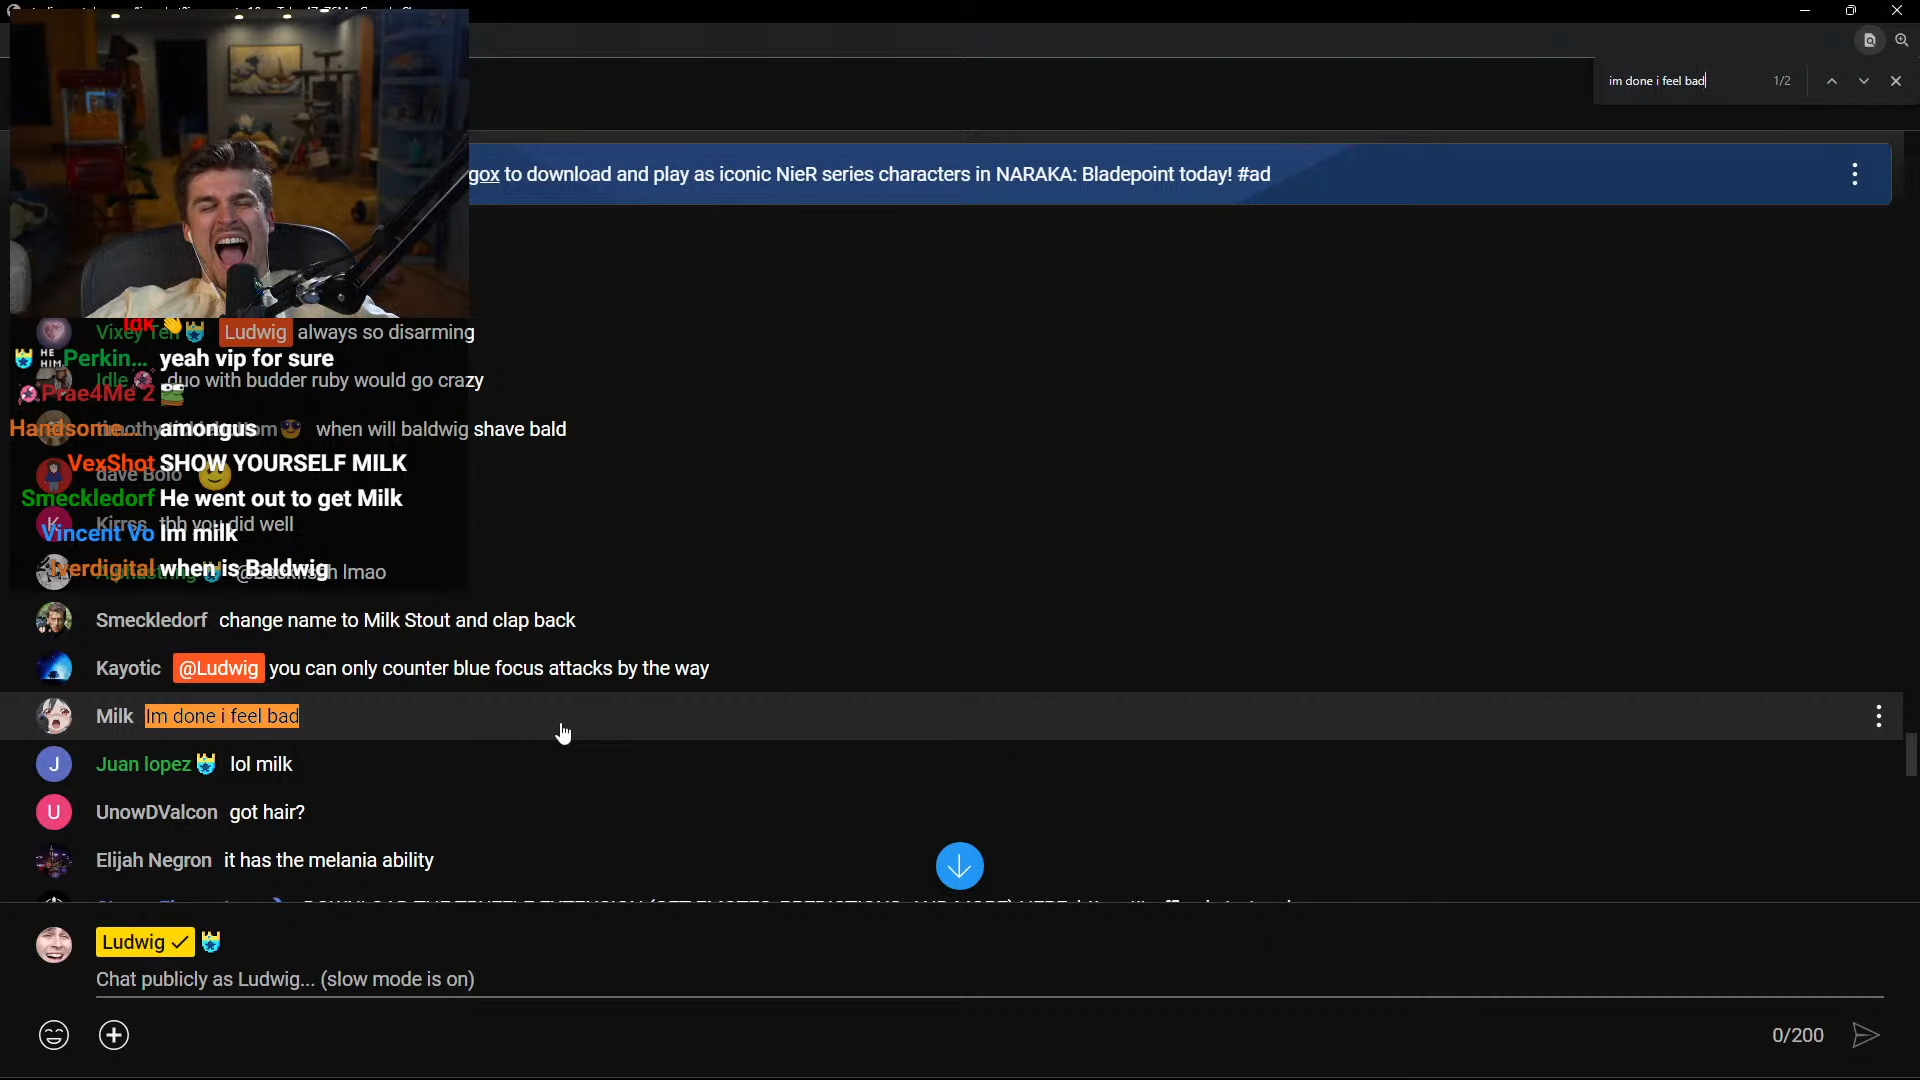 im done i feel bad 1/2
gox to download and play as iconic NieR series characters in NARAKA: Bladepoint today! #ad
Idk 👋
Vixey Ludwig always so disarming
Perkin... yeah vip for sure
Idle duo with budder ruby would go crazy
Prae4Me 2
Handsome... amongus
when will baldwig shave bald
VexShot SHOW YOURSELF MILK
dave Bolo 🙂
Smeckledorf He went out to get Milk
Kirrss tbh you did well
Vincent Vo Im milk
Iverdigital when is Baldwig
lmao
Smeckledorf change name to Milk Stout and clap back
Kayotic @Ludwig you can only counter blue focus attacks by the way
Milk Im done i feel bad
Juan lopez lol milk
U UnowDValcon got hair?
J
Elijah Negron it has the melania ability
Ludwig
Chat publicly as Ludwig... (slow mode is on)
0/200